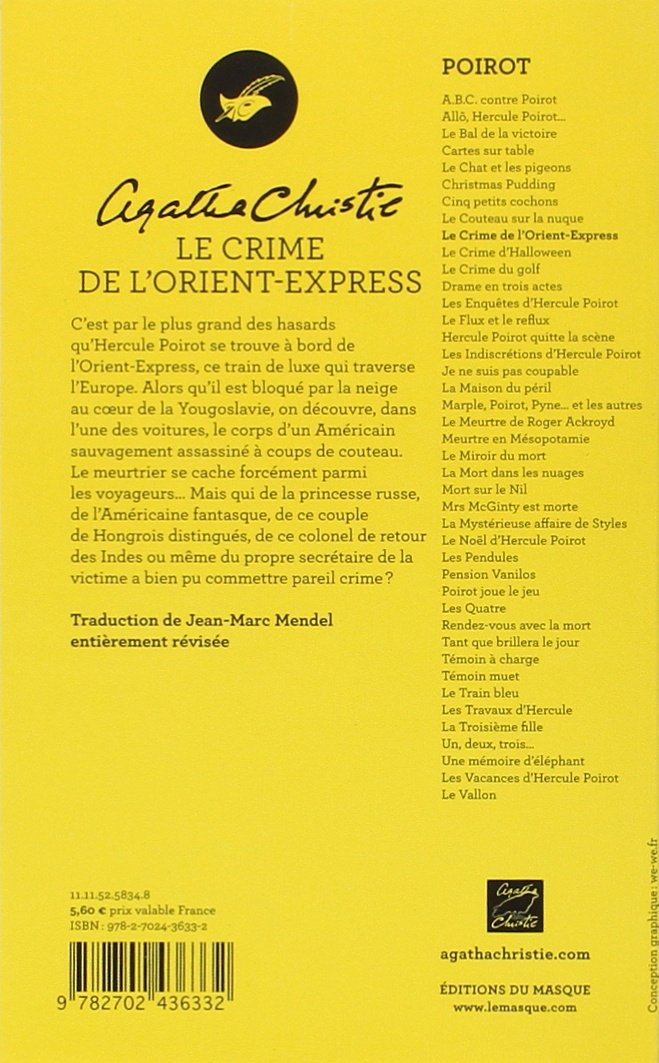 Agatha Christie
LE CRIME
DE L'ORIENT-EXPRESS
C'est par le plus grand des hasards
qu'Hercule Poirot se trouve à bord de
l'Orient-Express, ce train de luxe qui traverse
l'Europe. Alors qu'il est bloqué par la neige
au cœur de la Yougoslavie, on découvre, dans
l'une des voitures, le corps d'un Américain
sauvagement assassiné à coups de couteau.
Le meurtrier se cache forcément parmi
les voyageurs... Mais qui de la princesse russe,
de l'Américaine fantasque, de ce couple
de Hongrois distingués, de ce colonel de retour
des Indes ou même du propre secrétaire de la
victime a bien pu commettre pareil crime ?
Traduction de Jean-Marc Mendel
entièrement révisée
POIROT
A.B.C. contre Poirot
Allô, Hercule Poirot...
Le Bal de la victoire
Cartes sur table
Le Chat et les pigeons
Christmas Pudding
Cinq petits cochons
Le Couteau sur la nuque
Le Crime de l'Orient-Express
Le Crime d'Halloween
Le Crime du golf
Drame en trois actes
Les Enquêtes d'Hercule Poirot
Le Flux et le reflux
Hercule Poirot quitte la scène
Les Indiscrétions d'Hercule Poirot
Je ne suis pas coupable
La Maison du péril
Marple, Poirot, Pyne... et les autres
Le Meurtre de Roger Ackroyd
Meurtre en Mésopotamie
Le Miroir du mort
La Mort dans les nuages
Mort sur le Nil
Mrs McGinty est morte
La Mystérieuse affaire de Styles
Le Noël d'Hercule Poirot
Les Pendules
Pension Vanilos
Poirot joue le jeu
Les Quatre
Rendez-vous avec la mort
Tant que brillera le jour
Témoin à charge
Témoin muet
Le Train bleu
Les Travaux d'Hercule
La Troisième fille
Un, deux, trois...
Une mémoire d'éléphant
Les Vacances d'Hercule Poirot
Le Vallon
11.11.52.5834.8
5,60 € prix valable France
ISBN : 978-2-7024-3633-2
9 782702 436332
Agatha
Christie
agathachristie.com
ÉDITIONS DU MASQUE
www.lemasque.com
Conception graphique : we-we.fr